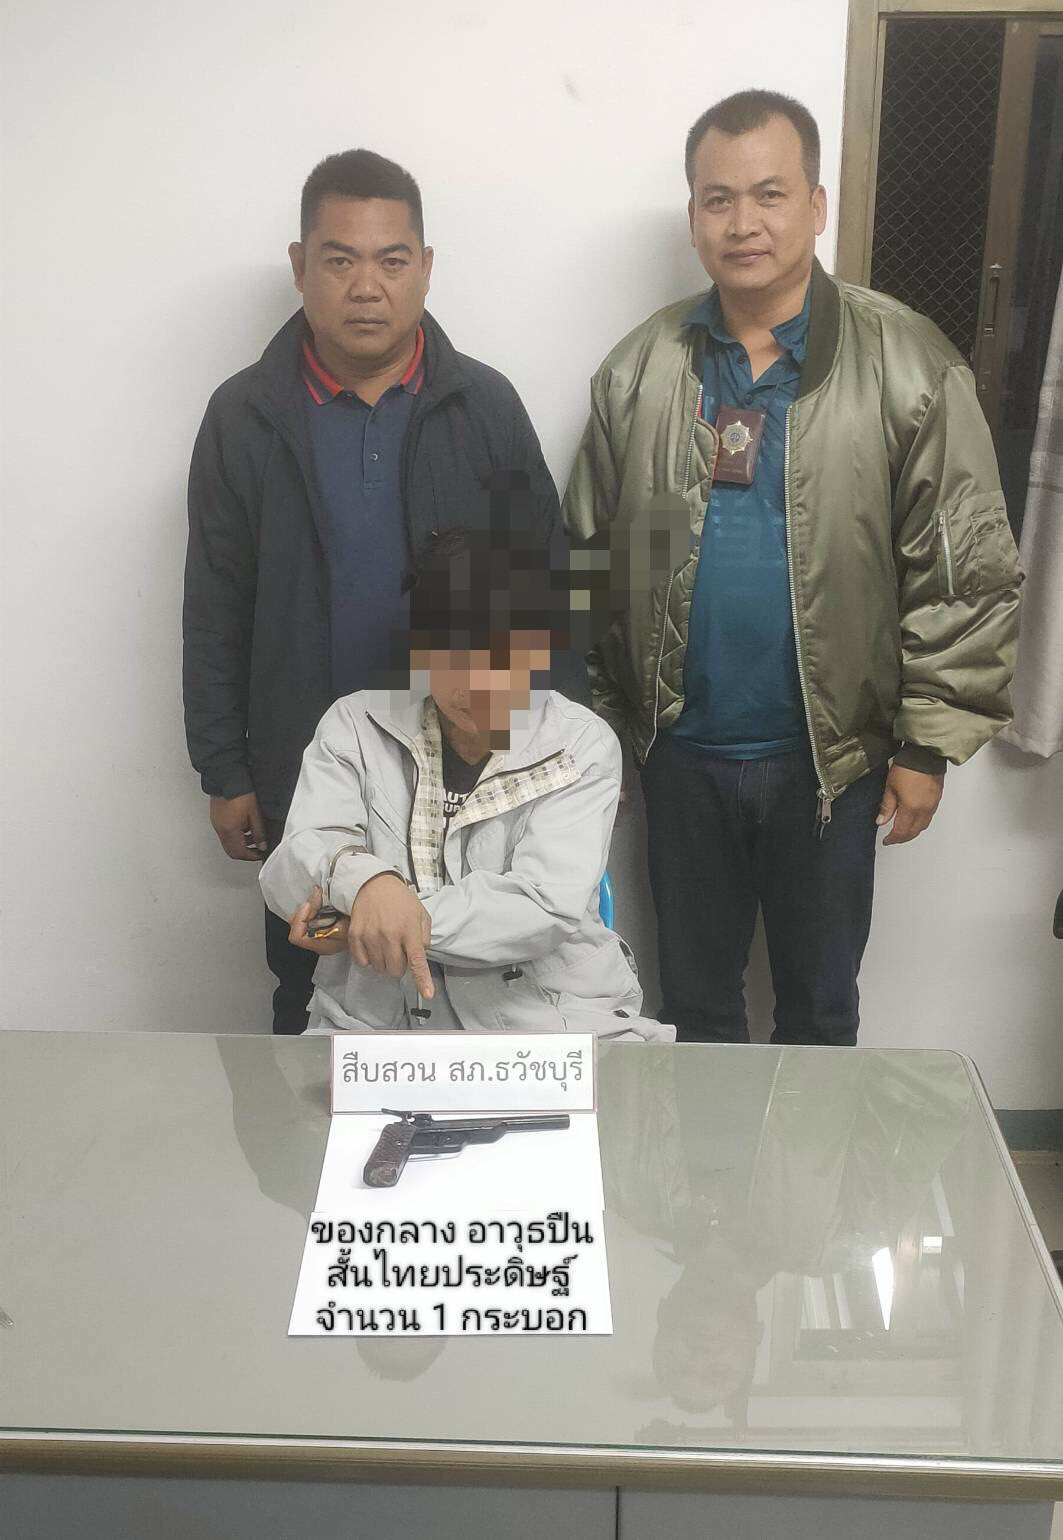 สืบสวน สภ.ธวัชบุรี
ของกลาง อาวุธปืน
สั้นไทยประดิษฐ์
จำนวน 1 กระบอก